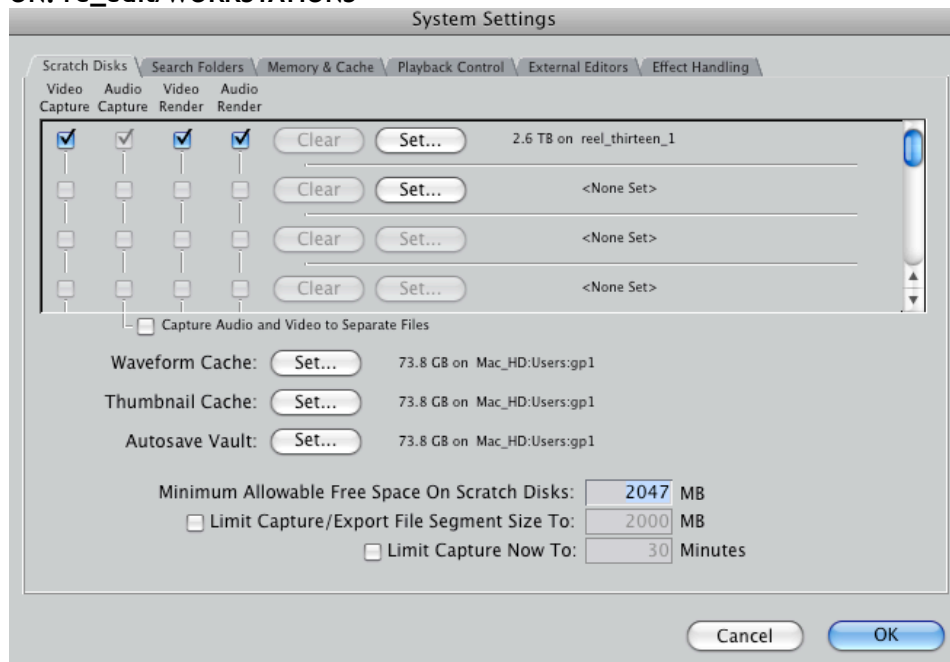 System Settings
Scratch Disks Search Folders Memory & Cache Playback Control External Editors Effect Handling
Video Audio Video Audio
Capture Capture Render Render
Clear Set... 2.6 TB on reel_thirteen_1
Clear Set... <None Set>
Clear Set... <None Set>
Clear Set... <None Set>
Capture Audio and Video to Separate Files
Waveform Cache: Set... 73.8 GB on Mac_HD:Users:gp1
Thumbnail Cache: Set... 73.8 GB on Mac_HD:Users:gp1
Autosave Vault: Set... 73.8 GB on Mac_HD:Users:gp1
Minimum Allowable Free Space On Scratch Disks: 2047 MB
Limit Capture/Export File Segment Size To: 2000 MB
Limit Capture Now To: 30 Minutes
Cancel OK